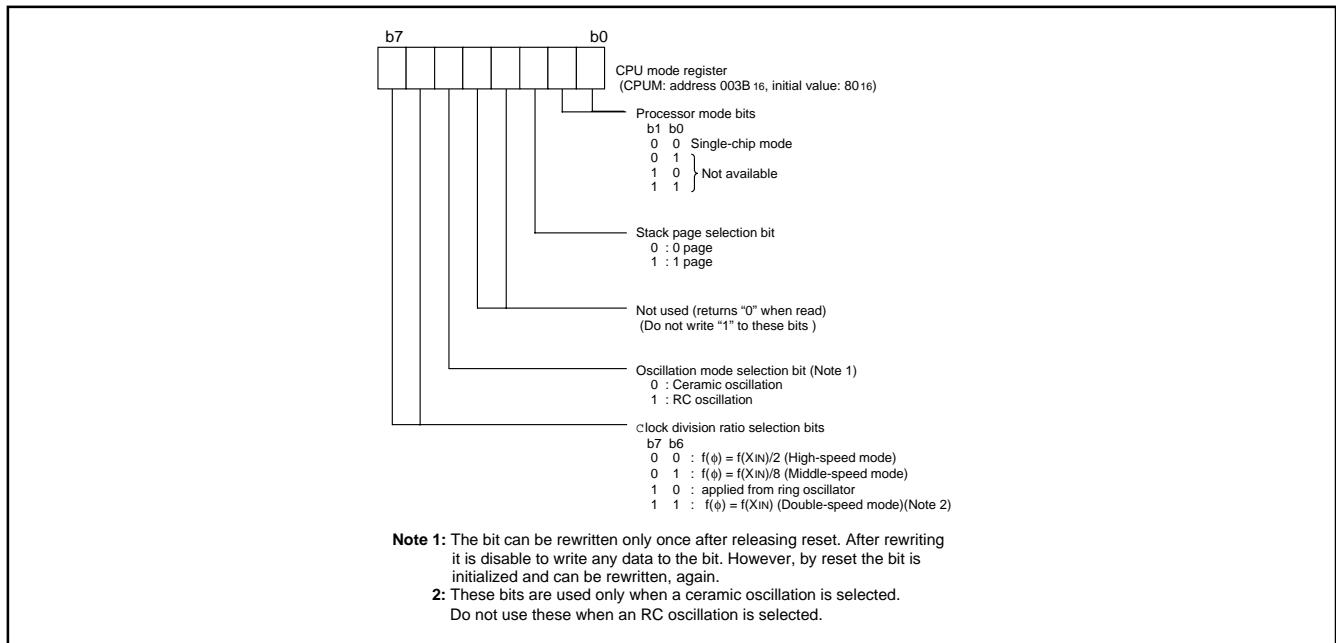 b7 b0
CPU mode register
(CPUM: address 003B 16, initial value: 80 16)
Processor mode bits
b1 b0
0 0 Single-chip mode
0 1
1 0 Not available
1 1
Stack page selection bit
0 : 0 page
1 : 1 page
Not used (returns “0” when read)
(Do not write “1” to these bits )
Oscillation mode selection bit (Note 1)
0 : Ceramic oscillation
1 : RC oscillation
Clock division ratio selection bits
b7 b6
0 0 : f(φ) = f(XIN)/2 (High-speed mode)
0 1 : f(φ) = f(XIN)/8 (Middle-speed mode)
1 0 : applied from ring oscillator
1 1 : f(φ) = f(XIN) (Double-speed mode)(Note 2)
Note 1: The bit can be rewritten only once after releasing reset. After rewriting
it is disable to write any data to the bit. However, by reset the bit is
initialized and can be rewritten, again.
2: These bits are used only when a ceramic oscillation is selected.
Do not use these when an RC oscillation is selected.